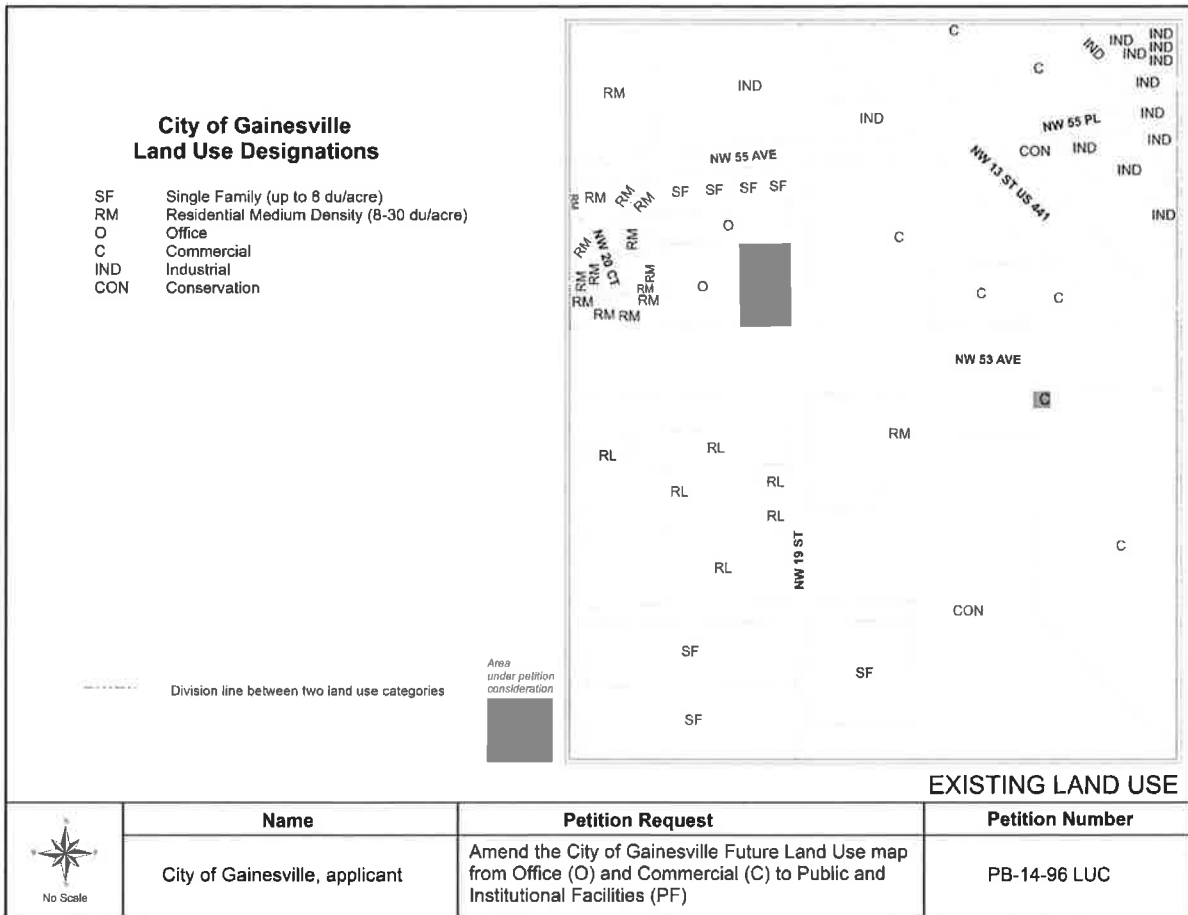 City of Gainesville
Land Use Designations
SF Single Family (up to 8 du/acre)
RM Residential Medium Density (8-30 du/acre)
O Office
C Commercial
IND Industrial
CON Conservation
Division line between two land use categories
Area
under petition
consideration
C
IND
IND
IND
IND
IND
IND
IND
C
IND
RM
IND
IND
IND
NW 55 PL
NW 55 AVE
CON
IND
IND
IND
NW 13 ST US 441
IND
RM
RM
RM
RM
SF
SF
SF
SF
O
C
RM
RM
NW 20 CT
RM
RM
RM
RM
RM
RM
RM
RM
RM
O
C
C
NW 53 AVE
C
RM
RL
RL
RL
RL
RL
NW 19 ST
RL
C
CON
SF
SF
SF
EXISTING LAND USE
No Scale
Name
Petition Request
Petition Number
City of Gainesville, applicant
Amend the City of Gainesville Future Land Use map
from Office (O) and Commercial (C) to Public and
Institutional Facilities (PF)
PB-14-96 LUC